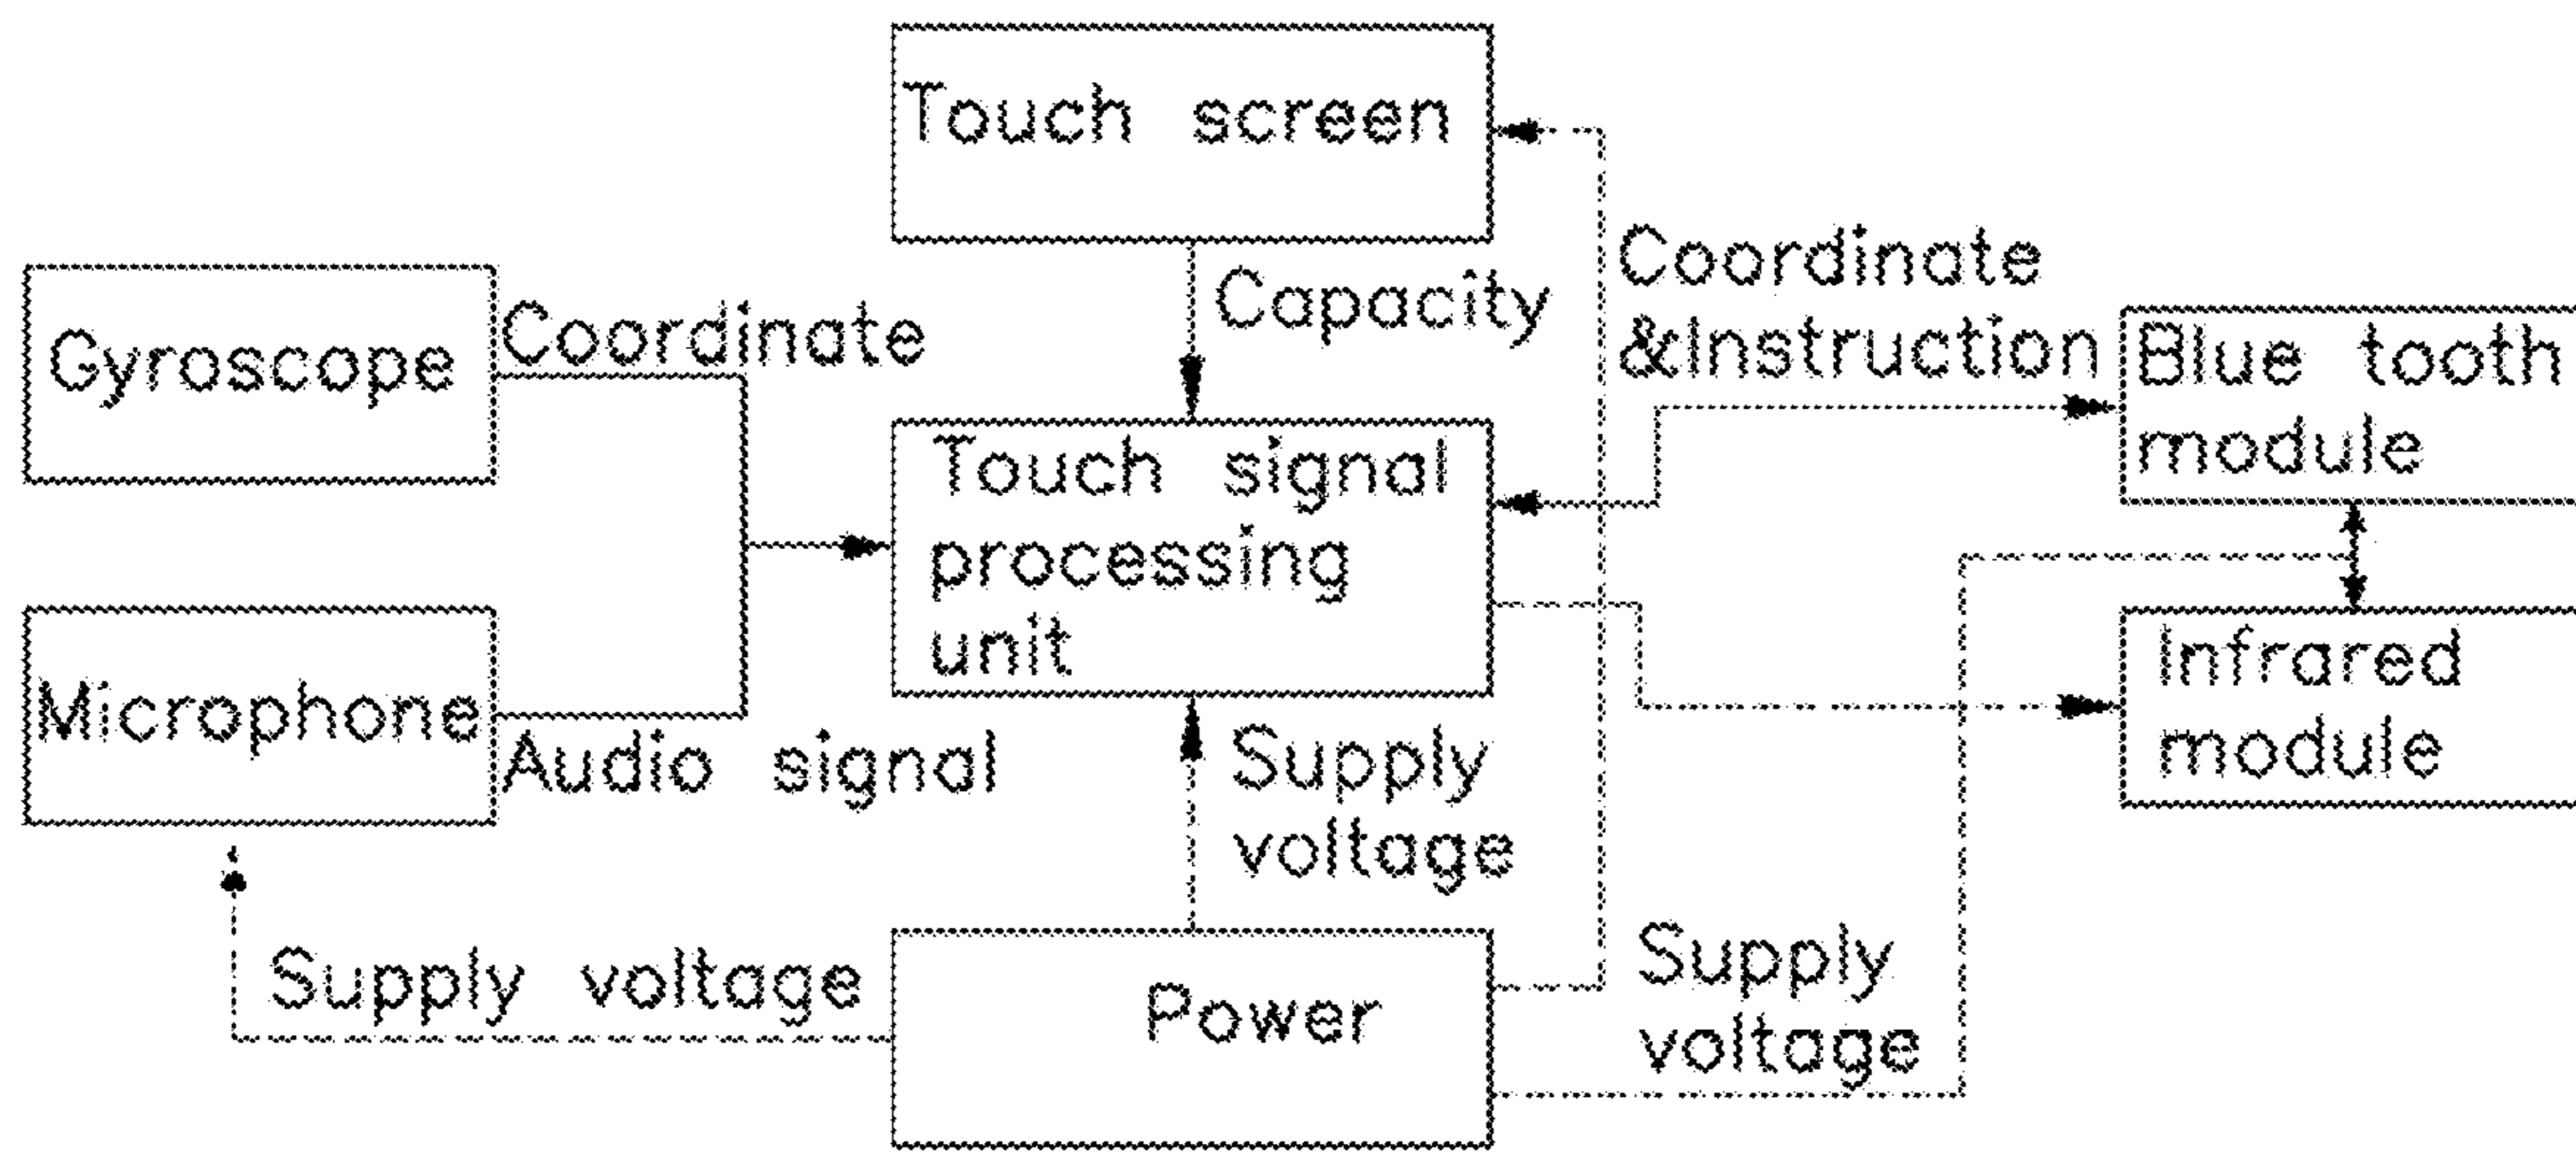 Touch screen
Coordinate
&Instruction
Capacity
Gyroscope
Coordinate
Blue tooth
module
Touch signal
processing
unit
Microphone
Audio signal
Infrared
module
Supply
voltage
Supply voltage
Power
Supply
voltage